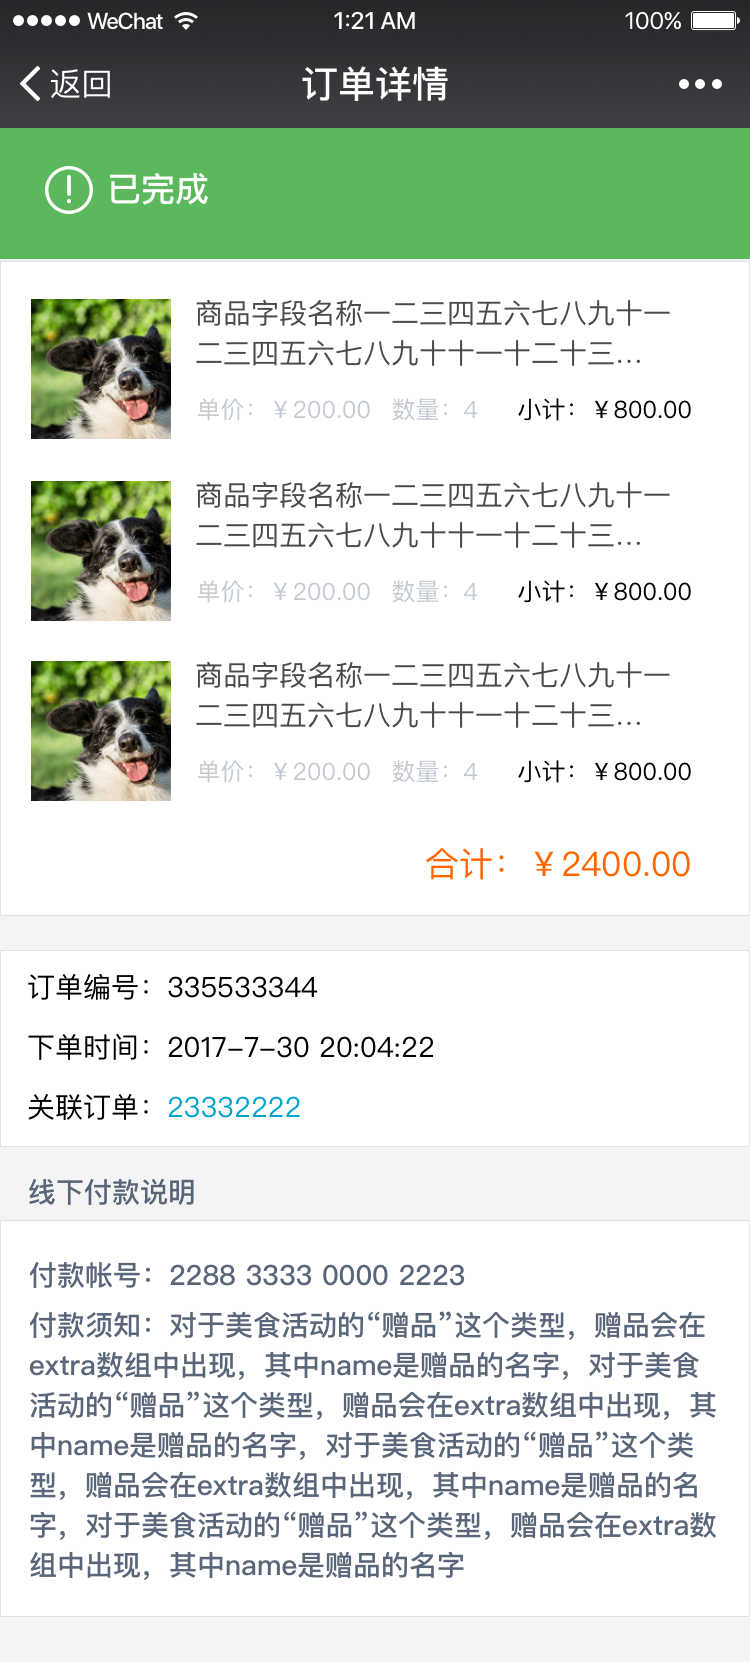 WeChat 1:21 AM 100%
返回 订单详情
已完成
商品字段名称一二三四五六七八九十一
二三四五六七八九十十一十二十三...
单价：￥200.00 数量：4 小计：￥800.00
商品字段名称一二三四五六七八九十一
二三四五六七八九十十一十二十三...
单价：￥200.00 数量：4 小计：￥800.00
商品字段名称一二三四五六七八九十一
二三四五六七八九十十一十二十三...
单价：￥200.00 数量：4 小计：￥800.00
合计：￥2400.00
订单编号：335533344
下单时间：2017-7-30 20:04:22
关联订单：23332222
线下付款说明
付款帐号：2288 3333 0000 2223
付款须知：对于美食活动的“赠品”这个类型，赠品会在
extra数组中出现，其中name是赠品的名字，对于美食
活动的“赠品”这个类型，赠品会在extra数组中出现，其
中name是赠品的名字，对于美食活动的“赠品”这个类
型，赠品会在extra数组中出现，其中name是赠品的名
字，对于美食活动的“赠品”这个类型，赠品会在extra数
组中出现，其中name是赠品的名字